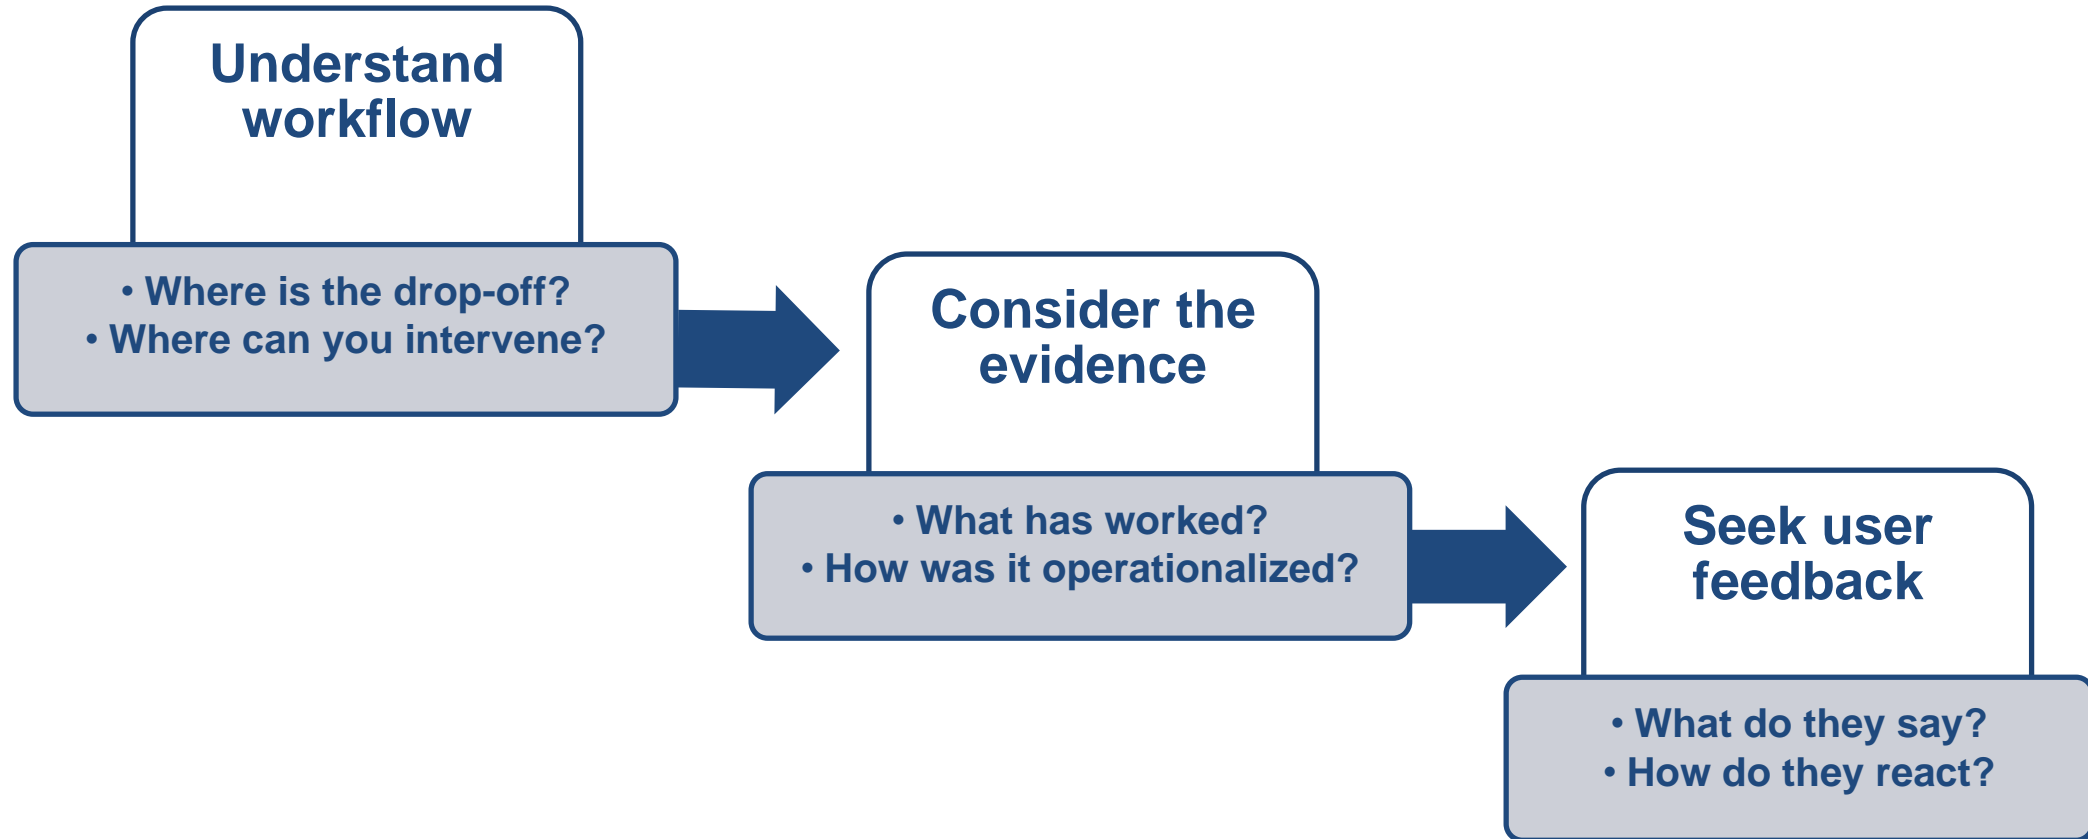 Understand
workflow
• Where is the drop-off?
• Where can you intervene?
Consider the
evidence
• What has worked?
• How was it operationalized?
Seek user
feedback
• What do they say?
• How do they react?